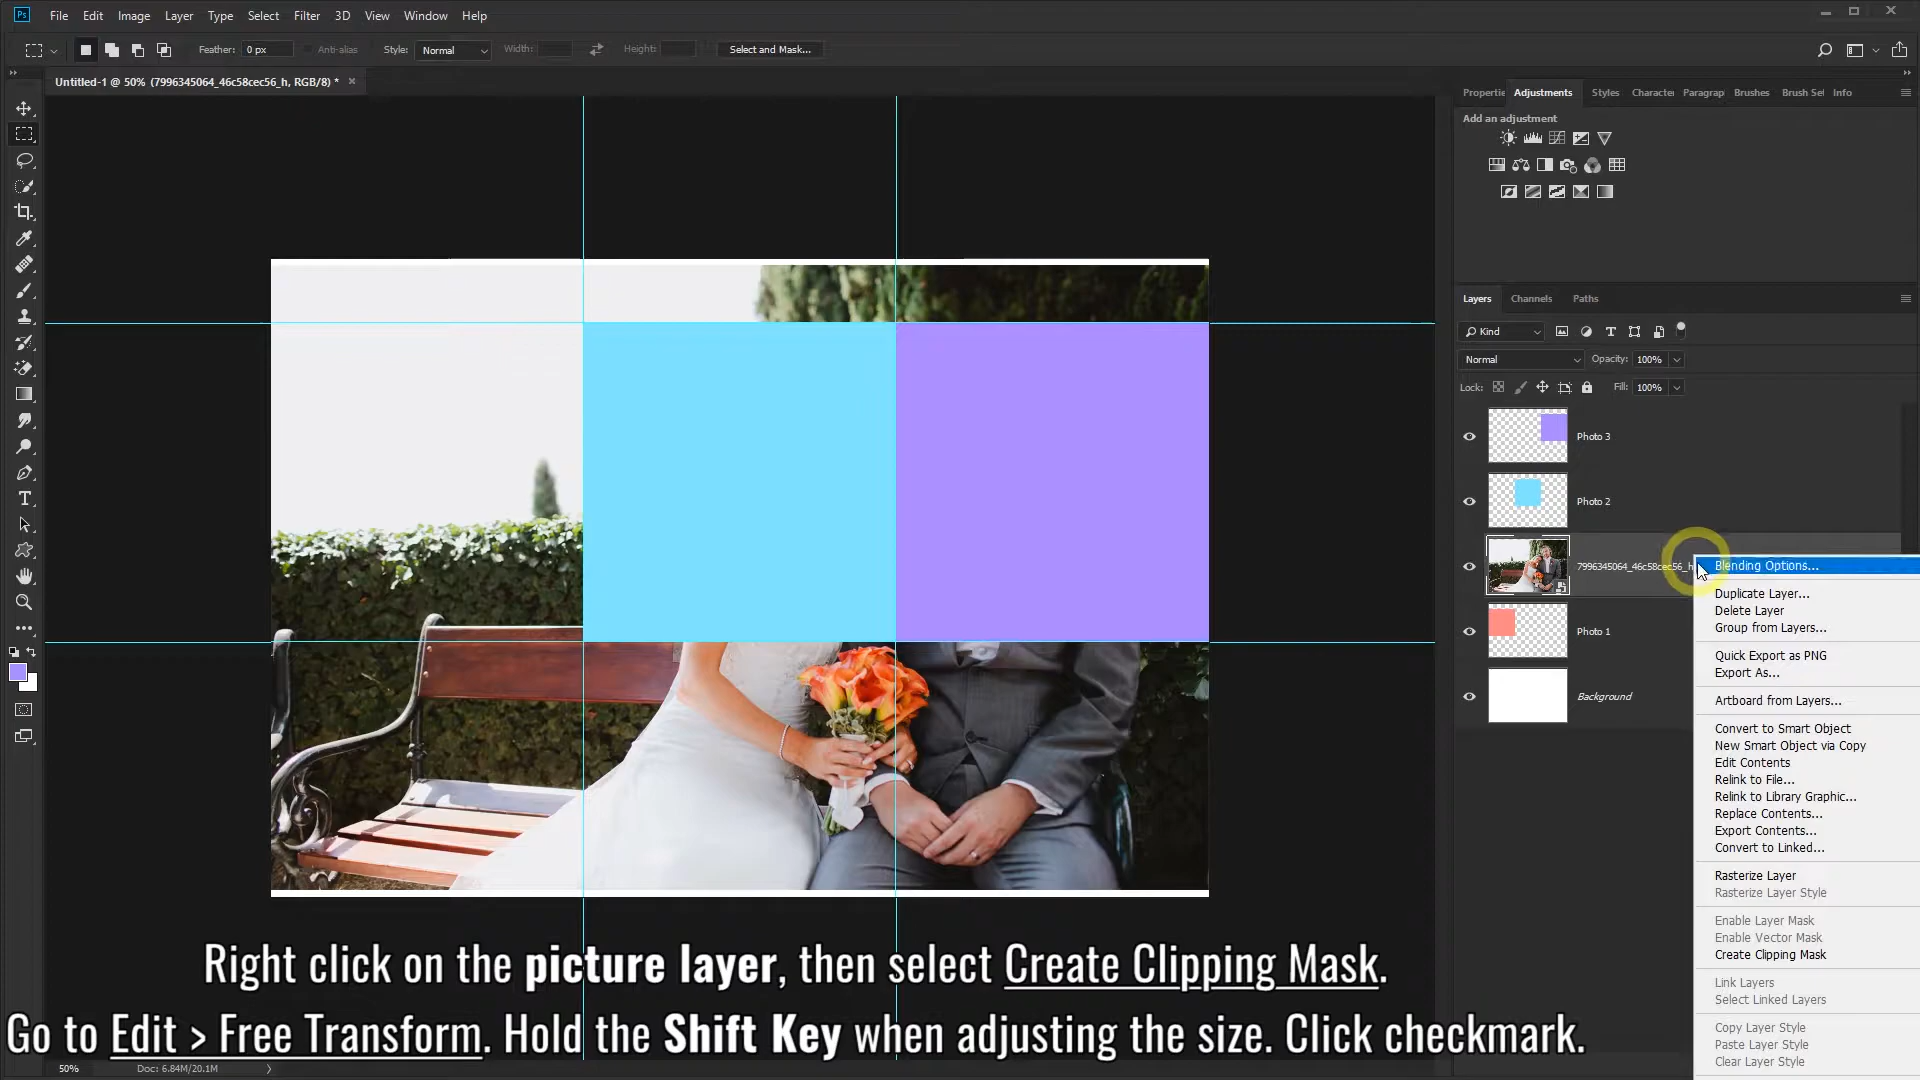 Ps File Edit Image Layer Type Select Filter 3D View Window Help
Feather: 0 px Anti-alias Style: Normal Width: Height: Select and Mask...
Untitled-1 @ 50% (7996345064_46c58cec56_h, RGB/8) *
Properties Adjustments Styles Character Paragrap Brushes Brush Set Info
Add an adjustment
Layers Channels Paths
Kind
Normal Opacity: 100%
Lock: Fill: 100%
Photo 3
Photo 2
7996345064_46c58cec56_h
Photo 1
Background
Blending Options...
Duplicate Layer...
Delete Layer
Group from Layers...
Quick Export as PNG
Export As...
Artboard from Layers...
Convert to Smart Object
New Smart Object via Copy
Edit Contents
Relink to File...
Relink to Library Graphic...
Replace Contents...
Export Contents...
Convert to Linked...
Rasterize Layer
Rasterize Layer Style
Enable Layer Mask
Enable Vector Mask
Create Clipping Mask
Link Layers
Select Linked Layers
Copy Layer Style
Paste Layer Style
Clear Layer Style
Right click on the picture layer, then select Create Clipping Mask.
Go to Edit > Free Transform. Hold the Shift Key when adjusting the size. Click checkmark.
50% Doc: 6.84M/20.1M